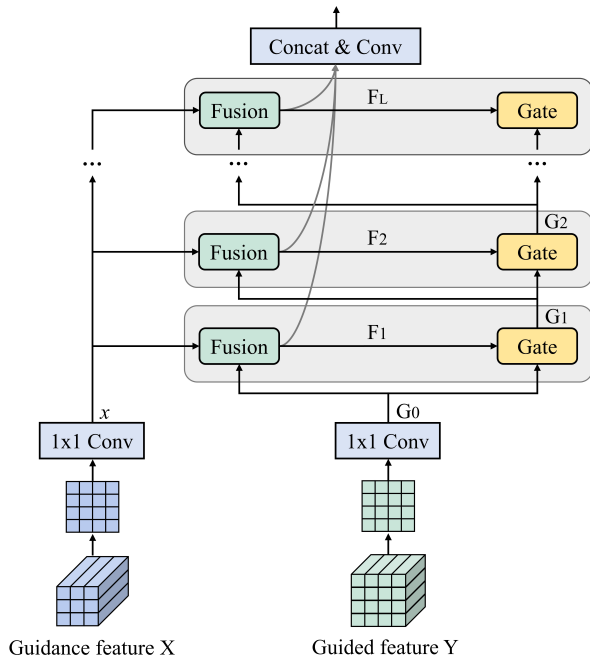 Concat & Conv
Fusion
FL
Gate
...
...
...
G2
Fusion
F2
Gate
G1
Fusion
F1
Gate
x
G0
1x1 Conv
1x1 Conv
Guidance feature X
Guided feature Y